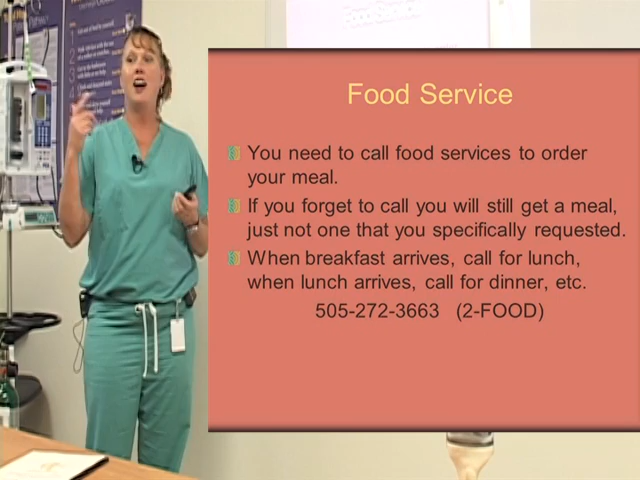 Food Service
You need to call food services to order
your meal.
If you forget to call you will still get a meal,
just not one that you specifically requested.
When breakfast arrives, call for lunch,
when lunch arrives, call for dinner, etc.
505-272-3663 (2-FOOD)